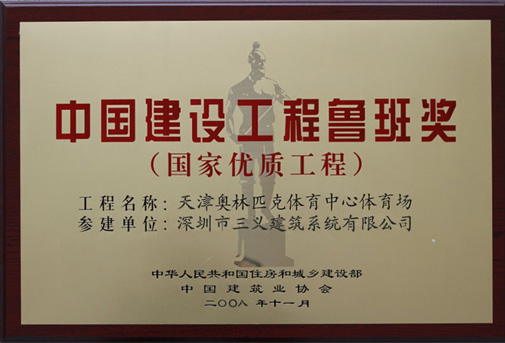 中国建设工程鲁班奖
（国家优质工程）
工程名称：天津奥林匹克体育中心体育场
参建单位：深圳市三义建筑系统有限公司
中华人民共和国住房和城乡建设部
中国建筑业协会
二〇〇八年十一月